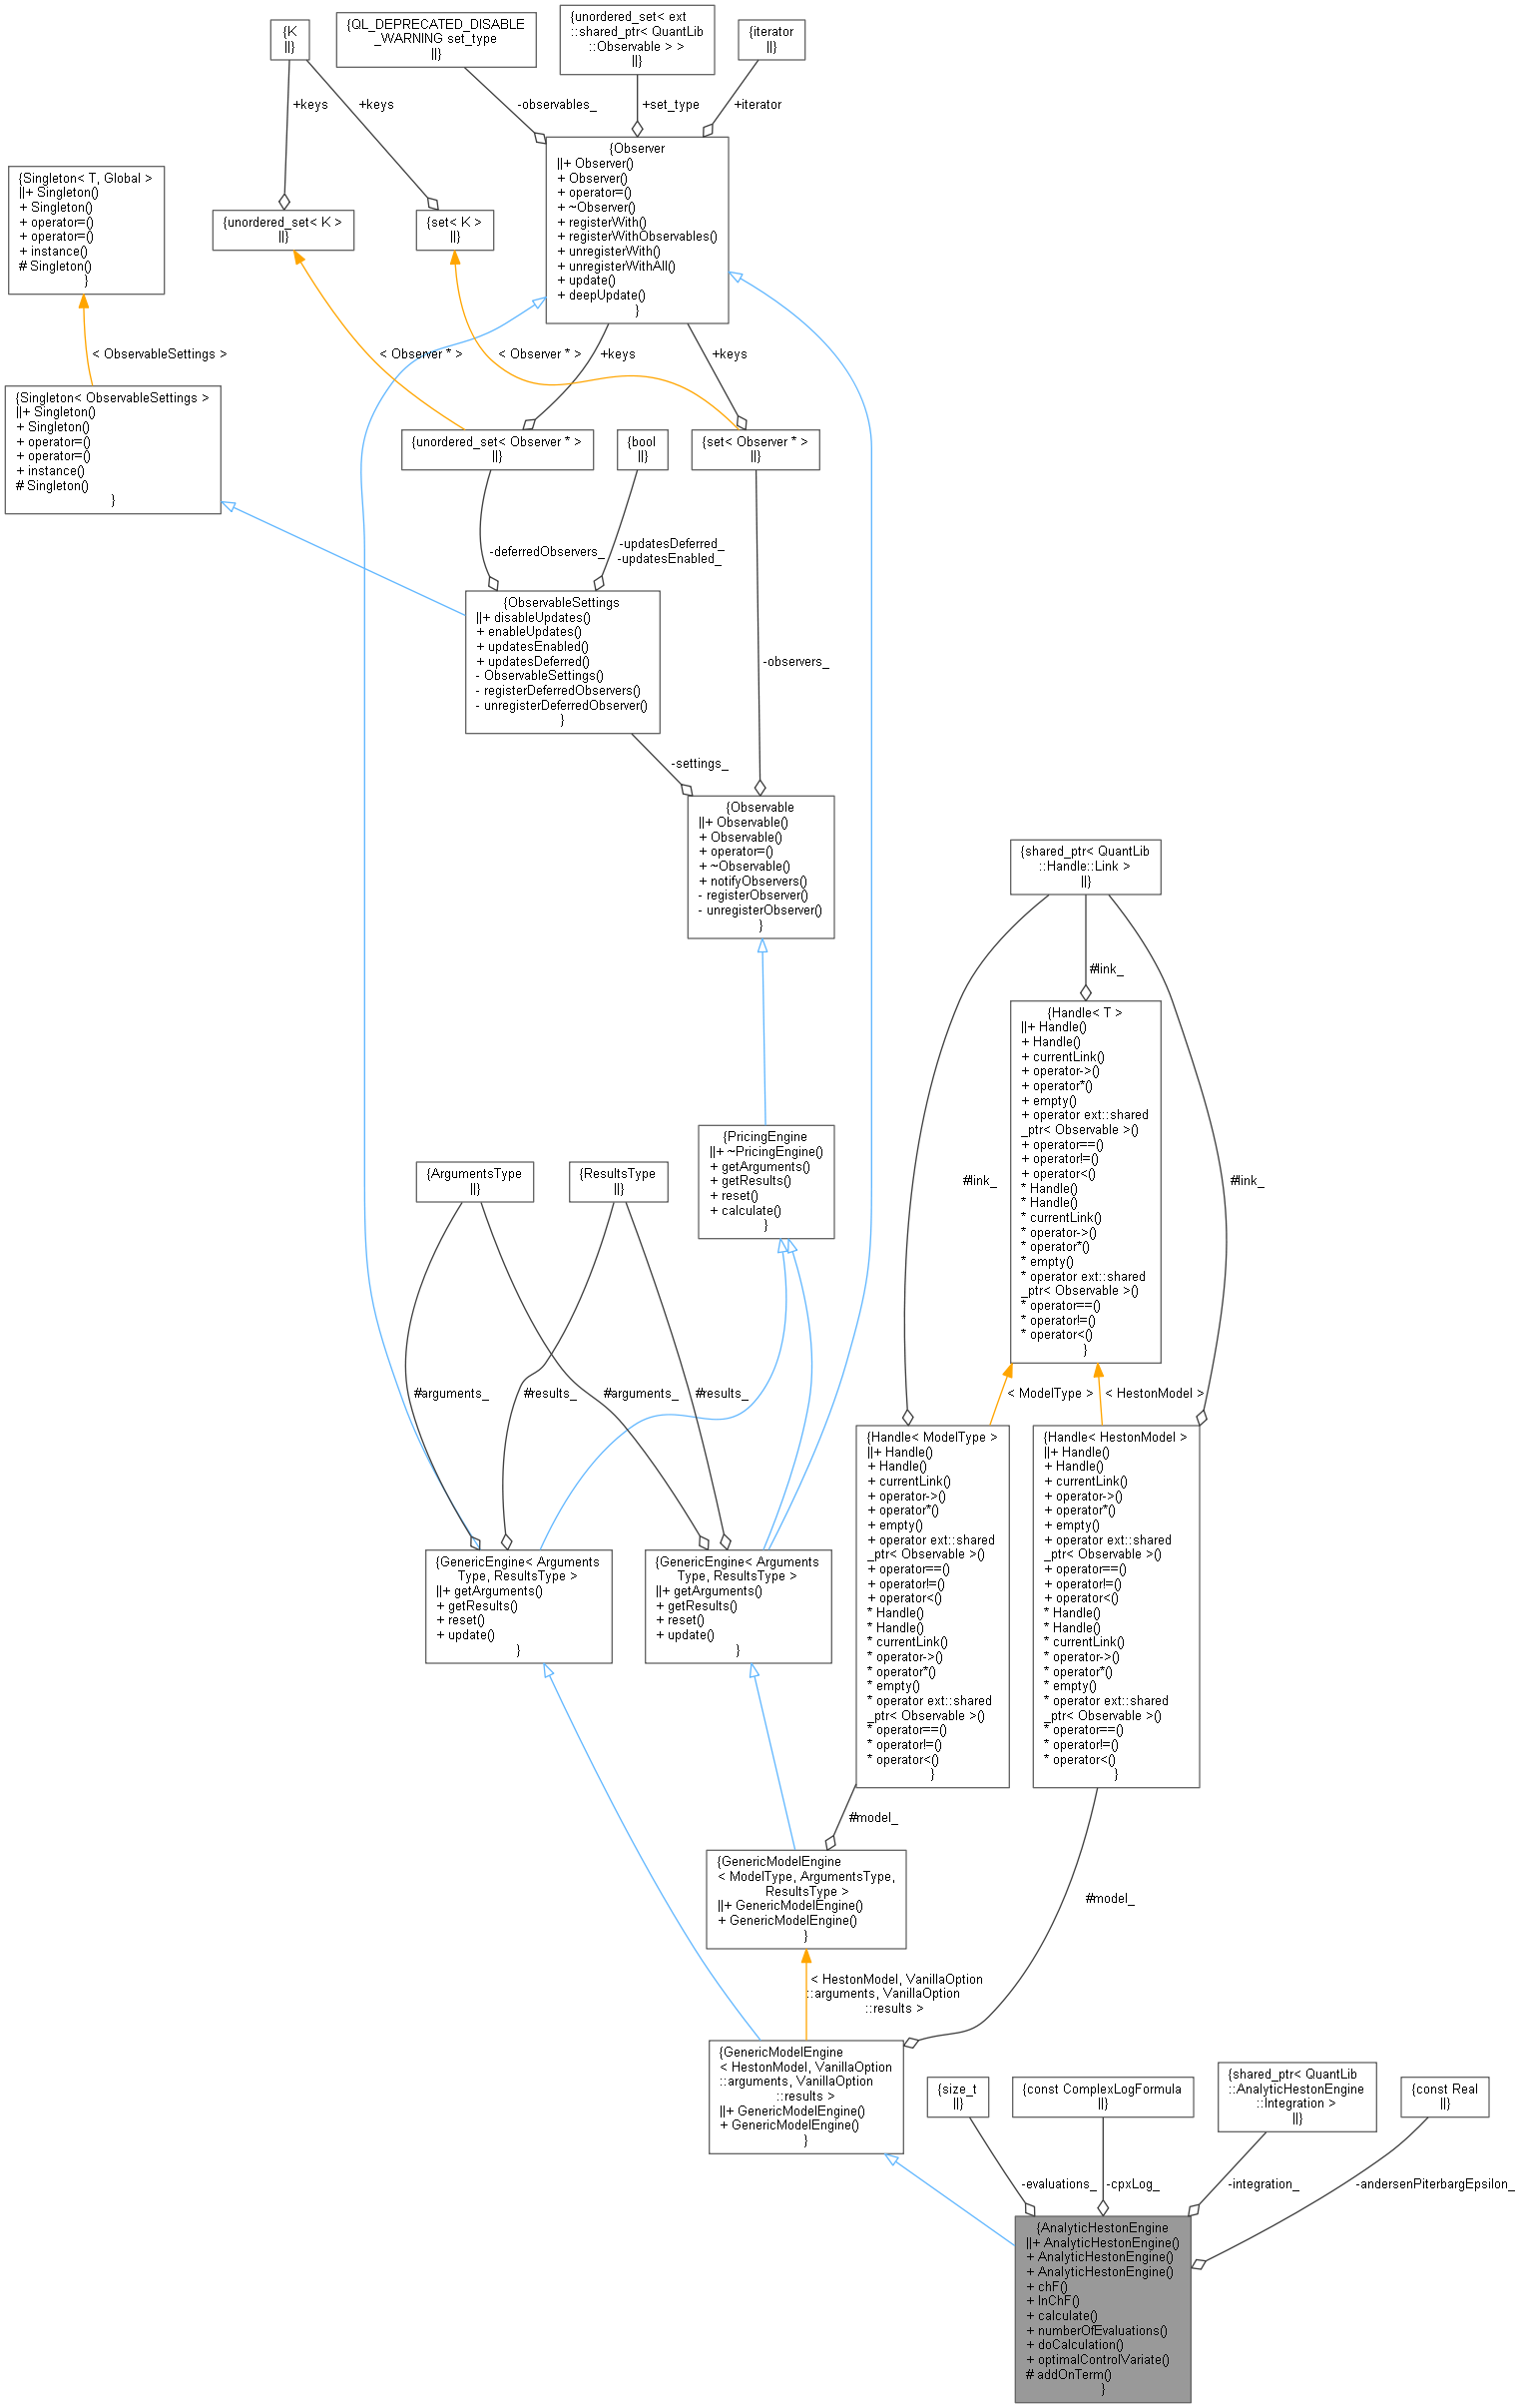 {K
||}
{QL_DEPRECATED_DISABLE
_WARNING set_type
||}
{unordered_set< ext
::shared_ptr< QuantLib
::Observable > >
||}
{iterator
||}
+keys
+keys
-observables_
+set_type
+iterator
{Singleton< T, Global >
||+ Singleton()
+ Singleton()
+ operator=()
+ operator=()
+ instance()
# Singleton()
}
{unordered_set< K >
||}
{set< K >
||}
{Observer
||+ Observer()
+ Observer()
+ operator=()
+ ~Observer()
+ registerWith()
+ registerWithObservables()
+ unregisterWith()
+ unregisterWithAll()
+ update()
+ deepUpdate()
}
< ObservableSettings >
< Observer * >
< Observer * >
+keys
+keys
{Singleton< ObservableSettings >
||+ Singleton()
+ Singleton()
+ operator=()
+ operator=()
+ instance()
# Singleton()
}
{unordered_set< Observer * >
||}
{bool
||}
{set< Observer * >
||}
-deferredObservers_
-updatesDeferred_
-updatesEnabled_
{ObservableSettings
||+ disableUpdates()
+ enableUpdates()
+ updatesEnabled()
+ updatesDeferred()
- ObservableSettings()
- registerDeferredObservers()
- unregisterDeferredObserver()
}
-observers_
-settings_
{Observable
||+ Observable()
+ Observable()
+ operator=()
+ ~Observable()
+ notifyObservers()
- registerObserver()
- unregisterObserver()
}
{shared_ptr< QuantLib
::Handle::Link >
||}
#link_
{Handle< T >
||+ Handle()
+ Handle()
+ currentLink()
+ operator->()
+ operator*()
+ empty()
+ operator ext::shared
_ptr< Observable >()
+ operator==()
+ operator!=()
+ operator<()
* Handle()
* Handle()
* currentLink()
* operator->()
* operator*()
* empty()
* operator ext::shared
_ptr< Observable >()
* operator==()
* operator!=()
* operator<()
}
{PricingEngine
||+ ~PricingEngine()
+ getArguments()
+ getResults()
+ reset()
+ calculate()
}
{ArgumentsType
||}
{ResultsType
||}
#link_
#link_
#arguments_
#results_
#arguments_
#results_
< ModelType >
< HestonModel >
{Handle< ModelType >
||+ Handle()
+ Handle()
+ currentLink()
+ operator->()
+ operator*()
+ empty()
+ operator ext::shared
_ptr< Observable >()
+ operator==()
+ operator!=()
+ operator<()
* Handle()
* Handle()
* currentLink()
* operator->()
* operator*()
* empty()
* operator ext::shared
_ptr< Observable >()
* operator==()
* operator!=()
* operator<()
}
{Handle< HestonModel >
||+ Handle()
+ Handle()
+ currentLink()
+ operator->()
+ operator*()
+ empty()
+ operator ext::shared
_ptr< Observable >()
+ operator==()
+ operator!=()
+ operator<()
* Handle()
* Handle()
* currentLink()
* operator->()
* operator*()
* empty()
* operator ext::shared
_ptr< Observable >()
* operator==()
* operator!=()
* operator<()
}
{GenericEngine< Arguments
Type, ResultsType >
||+ getArguments()
+ getResults()
+ reset()
+ update()
}
{GenericEngine< Arguments
Type, ResultsType >
||+ getArguments()
+ getResults()
+ reset()
+ update()
}
#model_
{GenericModelEngine
< ModelType, ArgumentsType,
ResultsType >
||+ GenericModelEngine()
+ GenericModelEngine()
}
#model_
< HestonModel, VanillaOption
::arguments, VanillaOption
::results >
{GenericModelEngine
< HestonModel, VanillaOption
::arguments, VanillaOption
::results >
||+ GenericModelEngine()
+ GenericModelEngine()
}
{size_t
||}
{const ComplexLogFormula
||}
{shared_ptr< QuantLib
::AnalyticHestonEngine
::Integration >
||}
{const Real
||}
-evaluations_
-cpxLog_
-integration_
-andersenPiterbargEpsilon_
{AnalyticHestonEngine
||+ AnalyticHestonEngine()
+ AnalyticHestonEngine()
+ AnalyticHestonEngine()
+ chF()
+ lnChF()
+ calculate()
+ numberOfEvaluations()
+ doCalculation()
+ optimalControlVariate()
# addOnTerm()
}